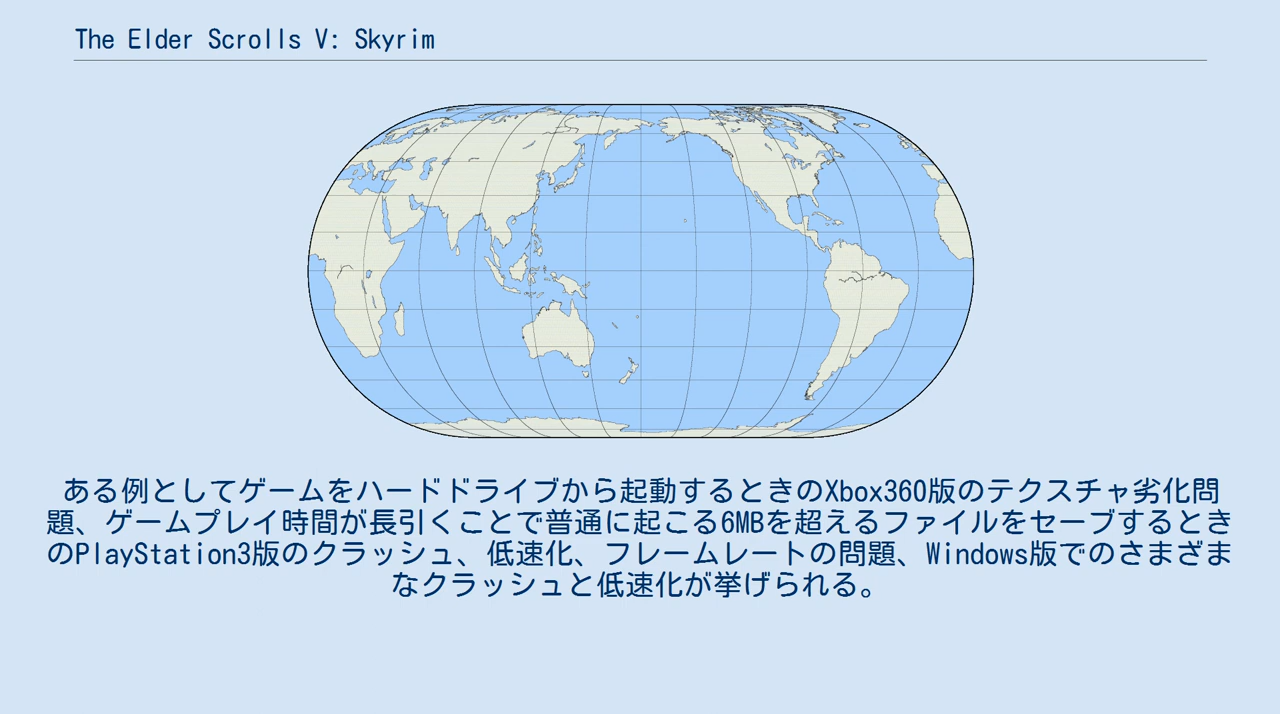 The Elder Scrolls V: Skyrim
ある例としてゲームをハードドライブから起動するときのXbox360版のテクスチャ劣化問
題、ゲームプレイ時間が長引くことで普通に起こる6MBを超えるファイルをセーブするとき
のPlayStation3版のクラッシュ、低速化、フレームレートの問題、Windows版でのさまざま
なクラッシュと低速化が挙げられる。